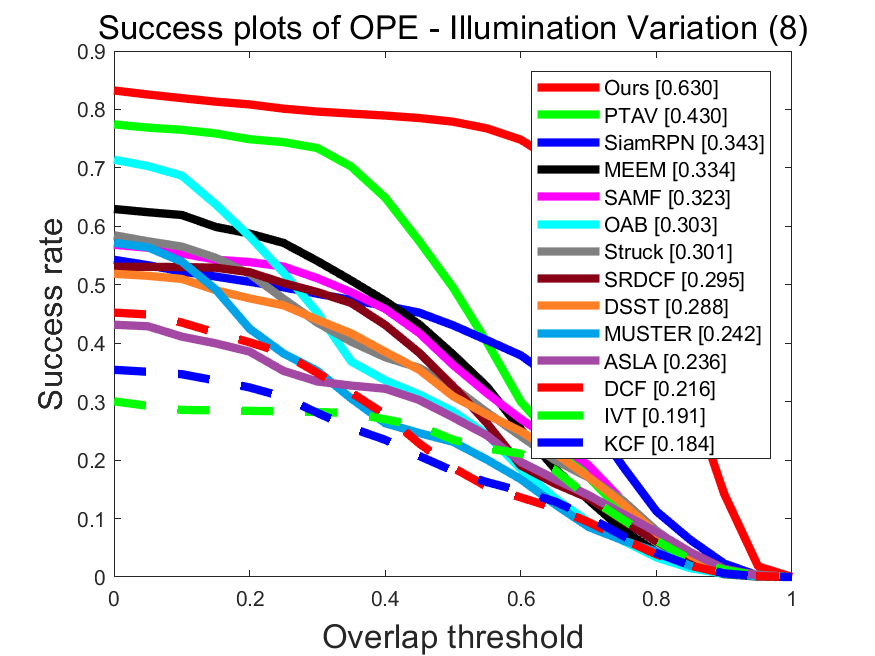 Success plots of OPE - Illumination Variation (8)
0.9
0.8
0.7
0.6
0.5
0.4
0.3
0.2
0.1
0
Success rate
Ours [0.630]
PTAV [0.430]
SiamRPN [0.343]
MEEM [0.334]
SAMF [0.323]
OAB [0.303]
Struck [0.301]
SRDCF [0.295]
DSST [0.288]
MUSTER [0.242]
ASLA [0.236]
DCF [0.216]
IVT [0.191]
KCF [0.184]
0 0.2 0.4 0.6 0.8 1
Overlap threshold